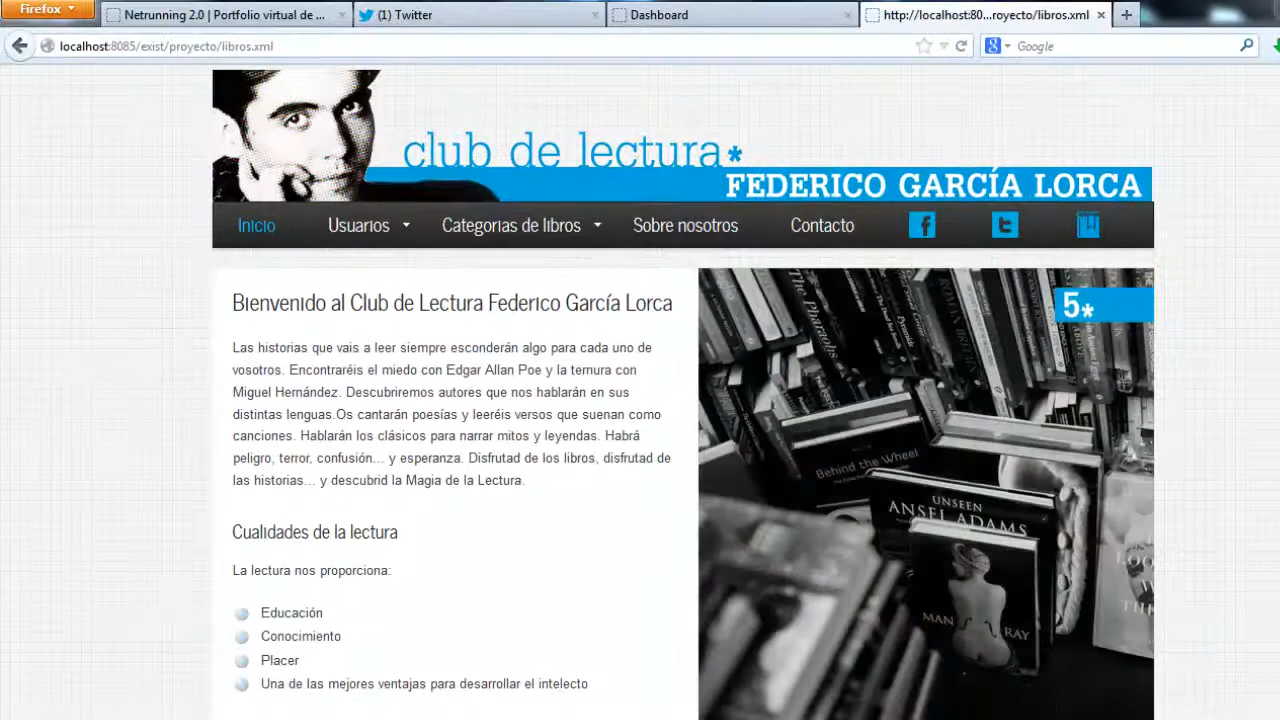 Firefox
Netrunning 2.0 | Portfolio virtual de ...
(1) Twitter
Dashboard
http://localhost:80...royecto/libros.xml
localhost:8085/exist/proyecto/libros.xml
Google
club de lectura*
FEDERICO GARCÍA LORCA
Inicio
Usuarios
Categorias de libros
Sobre nosotros
Contacto
Bienvenido al Club de Lectura Federico García Lorca
Las historias que vais a leer siempre esconderán algo para cada uno de
vosotros. Encontraréis el miedo con Edgar Allan Poe y la ternura con
Miguel Hernández. Descubriremos autores que nos hablarán en sus
distintas lenguas.Os cantarán poesías y leeréis versos que suenan como
canciones. Hablarán los clásicos para narrar mitos y leyendas. Habrá
peligro, terror, confusión... y esperanza. Disfrutad de los libros, disfrutad de
las historias... y descubrid la Magia de la Lectura.
Cualidades de la lectura
La lectura nos proporciona:
Educación
Conocimiento
Placer
Una de las mejores ventajas para desarrollar el intelecto
5*
The Pharaohs
Behind the Wheel
UNSEEN
ANSEL ADAMS
MAN RAY